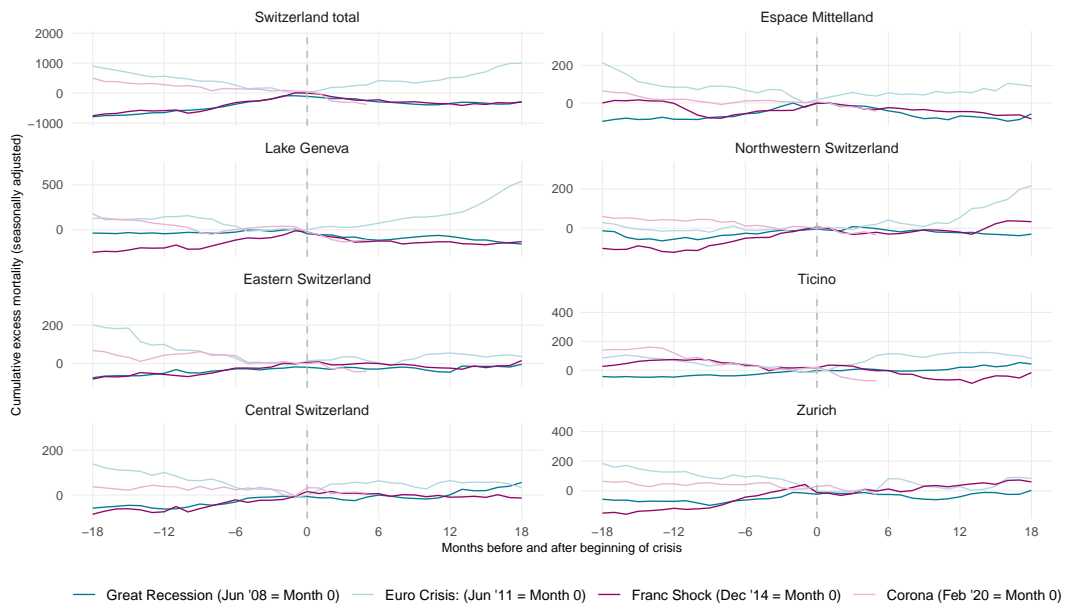 Switzerland total
Espace Mittelland
2000
1000
0
−1000
200
0
Lake Geneva
Northwestern Switzerland
500
0
200
0
Eastern Switzerland
Ticino
200
0
400
200
0
Central Switzerland
Zurich
200
0
400
200
0
−18 −12 −6 0 6 12 18
−18 −12 −6 0 6 12 18
Cumulative excess mortality (seasonally adjusted)
Months before and after beginning of crisis
Great Recession (Jun '08 = Month 0) Euro Crisis: (Jun '11 = Month 0) Franc Shock (Dec '14 = Month 0) Corona (Feb '20 = Month 0)